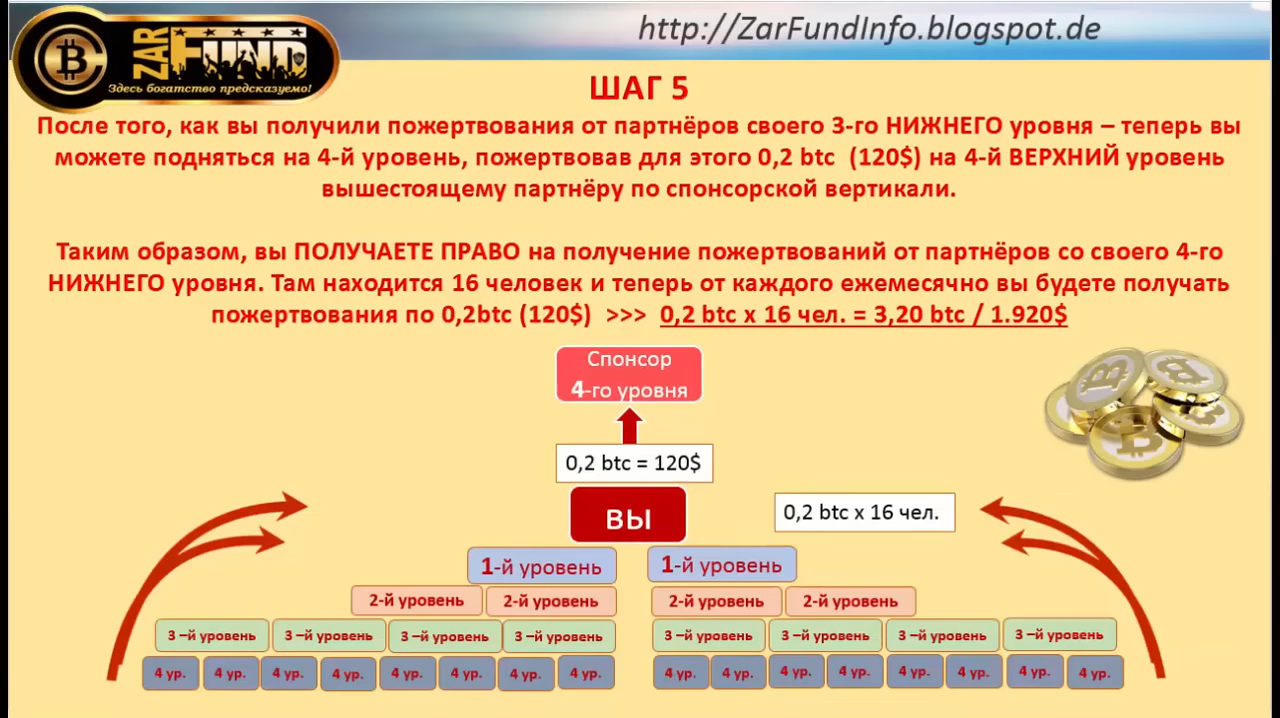 http://ZarFundInfo.blogspot.de
ZAR FUND
Здесь богатство предсказуемо!
ШАГ 5
После того, как вы получили пожертвования от партнёров своего 3-го НИЖНЕГО уровня – теперь вы
можете подняться на 4-й уровень, пожертвовав для этого 0,2 btc (120$) на 4-й ВЕРХНИЙ уровень
вышестоящему партнёру по спонсорской вертикали.
Таким образом, вы ПОЛУЧАЕТЕ ПРАВО на получение пожертвований от партнёров со своего 4-го
НИЖНЕГО уровня. Там находится 16 человек и теперь от каждого ежемесячно вы будете получать
пожертвования по 0,2btc (120$) >>> 0,2 btc x 16 чел. = 3,20 btc / 1.920$
Спонсор
4-го уровня
0,2 btc = 120$
вы
0,2 btc x 16 чел.
1-й уровень 1-й уровень
2-й уровень 2-й уровень 2-й уровень 2-й уровень
3 –й уровень 3 –й уровень 3 –й уровень 3 –й уровень 3 –й уровень 3 –й уровень 3 –й уровень 3 –й уровень
4 ур. 4 ур. 4 ур. 4 ур. 4 ур. 4 ур. 4 ур. 4 ур. 4 ур. 4 ур. 4 ур. 4 ур. 4 ур. 4 ур. 4 ур. 4 ур.